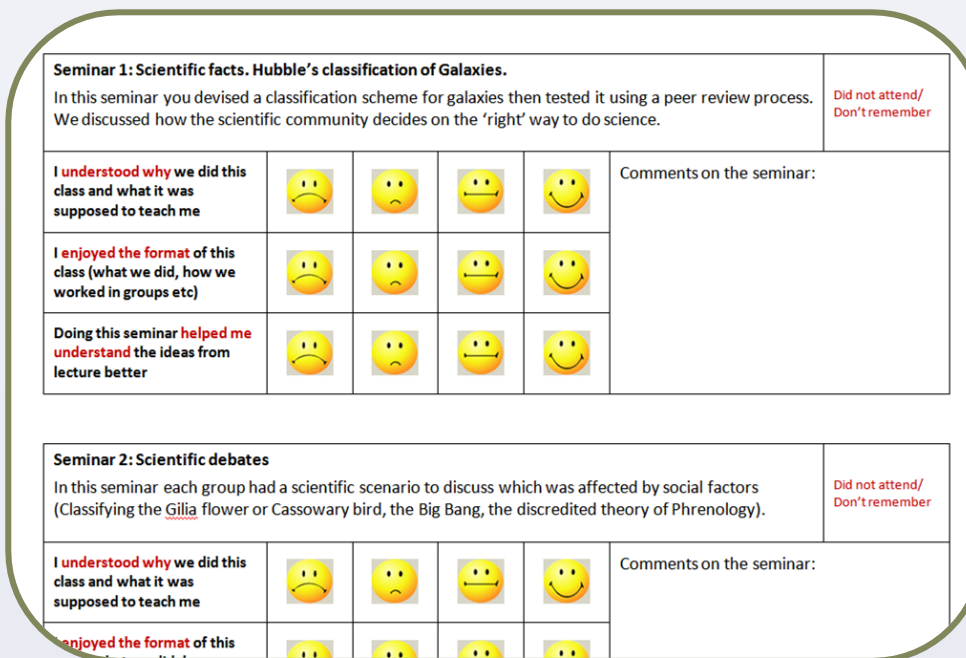 Seminar 1: Scientific facts. Hubble's classification of Galaxies.
In this seminar you devised a classification scheme for galaxies then tested it using a peer review process.
We discussed how the scientific community decides on the 'right' way to do science.
Did not attend/
Don't remember
I understood why we did this
class and what it was
supposed to teach me
Comments on the seminar:
I enjoyed the format of this
class (what we did, how we
worked in groups etc)
Doing this seminar helped me
understand the ideas from
lecture better
Seminar 2: Scientific debates
In this seminar each group had a scientific scenario to discuss which was affected by social factors
(Classifying the Gilia flower or Cassowary bird, the Big Bang, the discredited theory of Phrenology).
Did not attend/
Don't remember
I understood why we did this
class and what it was
supposed to teach me
Comments on the seminar:
enjoyed the format of this